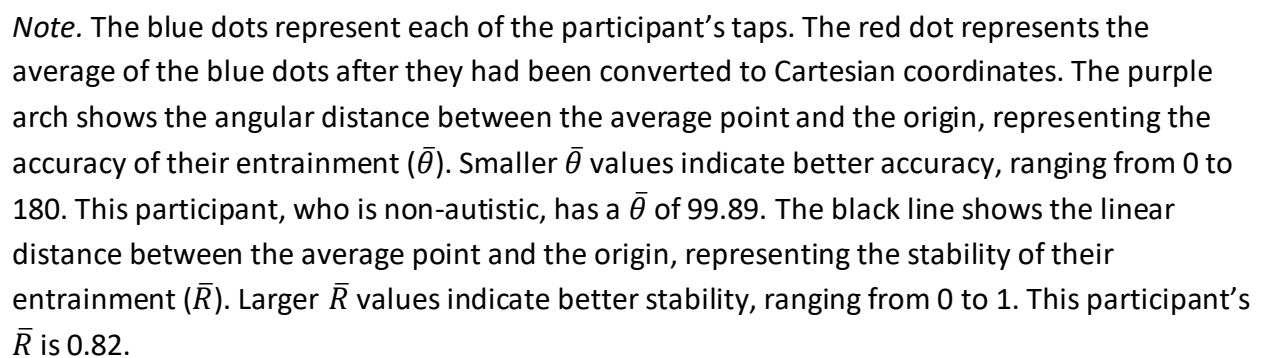 Note. The blue dots represent each of the participant’s taps. The red dot represents the
average of the blue dots after they had been converted to Cartesian coordinates. The purple
arch shows the angular distance between the average point and the origin, representing the
accuracy of their entrainment (θ̄). Smaller θ̄ values indicate better accuracy, ranging from 0 to
180. This participant, who is non-autistic, has a θ̄ of 99.89. The black line shows the linear
distance between the average point and the origin, representing the stability of their
entrainment (R̄). Larger R̄ values indicate better stability, ranging from 0 to 1. This participant’s
R̄ is 0.82.